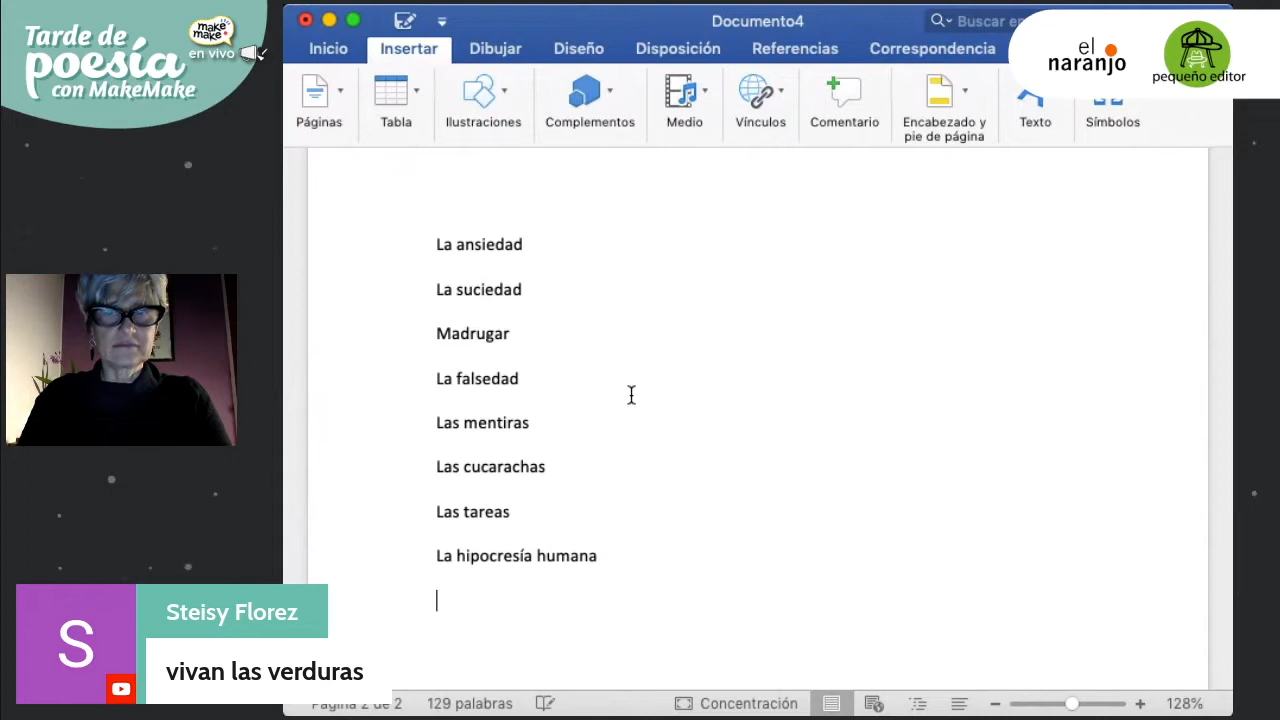 Tarde de
poesía
con MakeMake
make
make
en vivo
Documento4
Buscar en
Inicio
Insertar
Dibujar
Diseño
Disposición
Referencias
Correspondencia
el
naranjo
pequeño editor
Páginas
Tabla
Ilustraciones
Complementos
Medio
Vínculos
Comentario
Encabezado y
pie de página
Texto
Símbolos
La ansiedad
La suciedad
Madrugar
La falsedad
Las mentiras
Las cucarachas
Las tareas
La hipocresía humana
S
Steisy Florez
vivan las verduras
Página 2 de 2
129 palabras
Concentración
128%